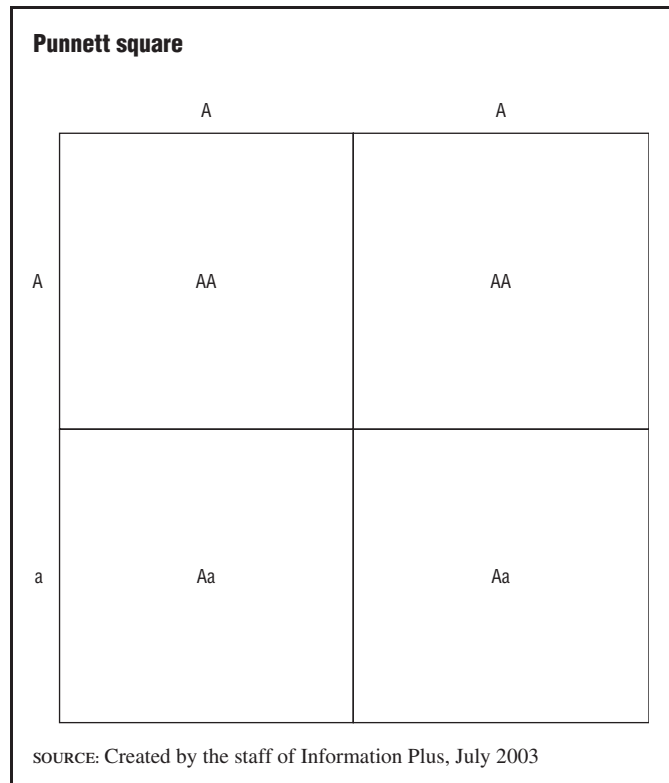 Punnett square
A A
A AA AA
a Aa Aa
SOURCE: Created by the staff of Information Plus, July 2003